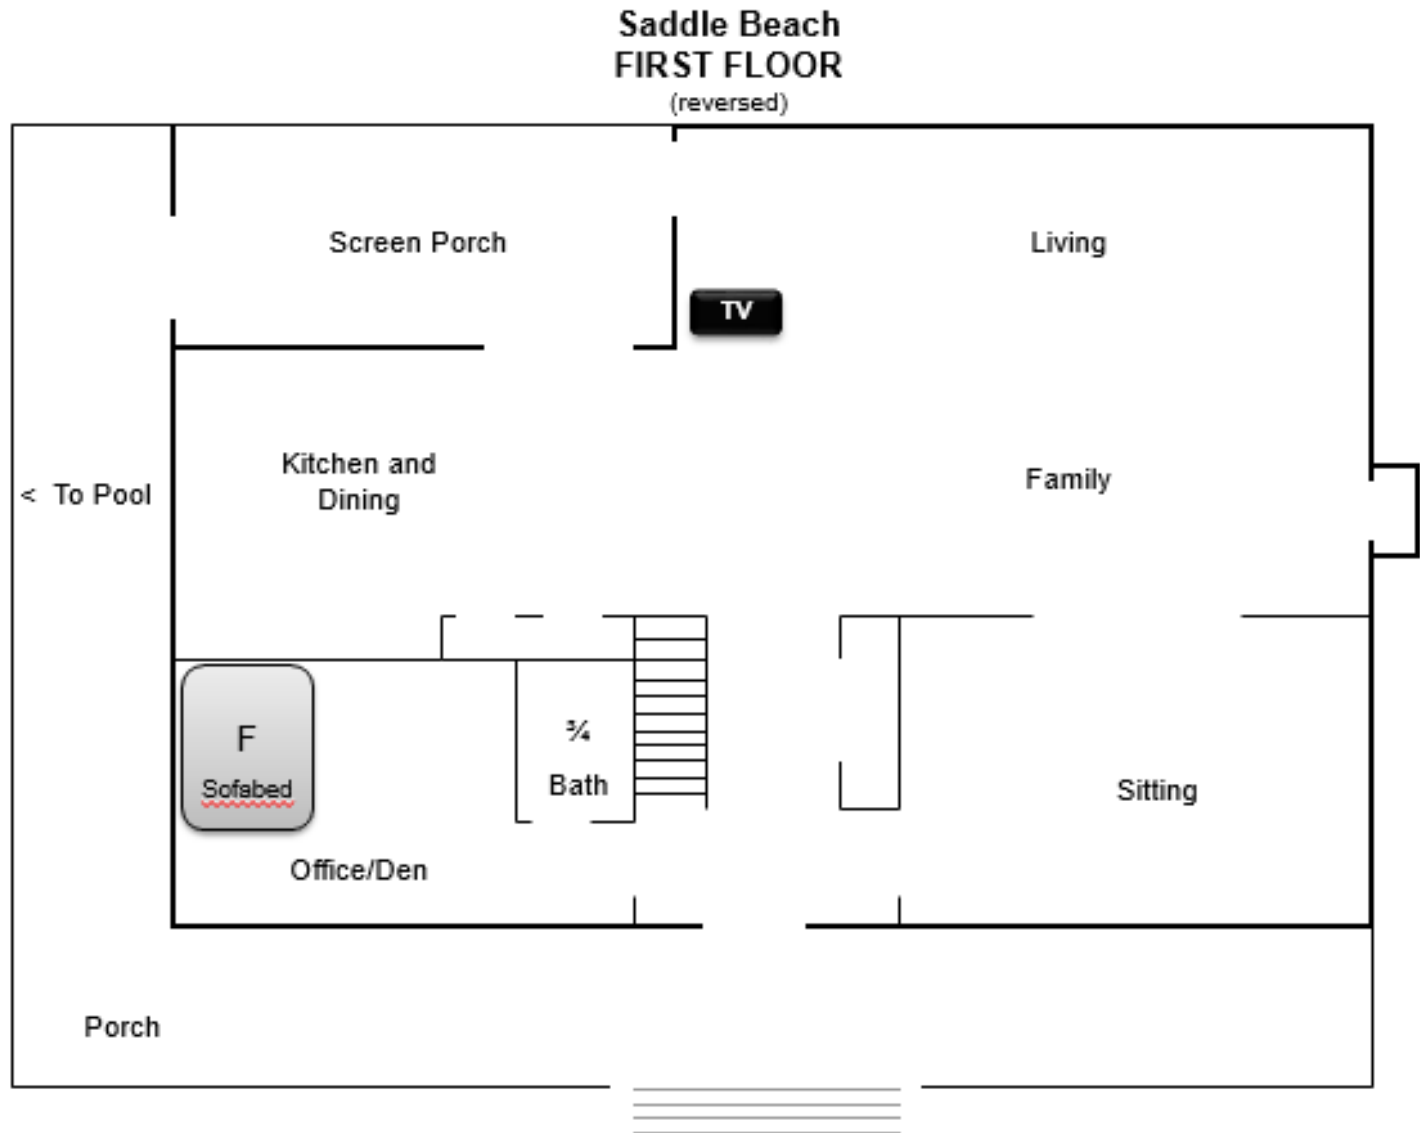 Saddle Beach
FIRST FLOOR
(reversed)
Screen Porch
Living
TV
Kitchen and
Dining
Family
< To Pool
F
Sofabed
¾
Bath
Sitting
Office/Den
Porch